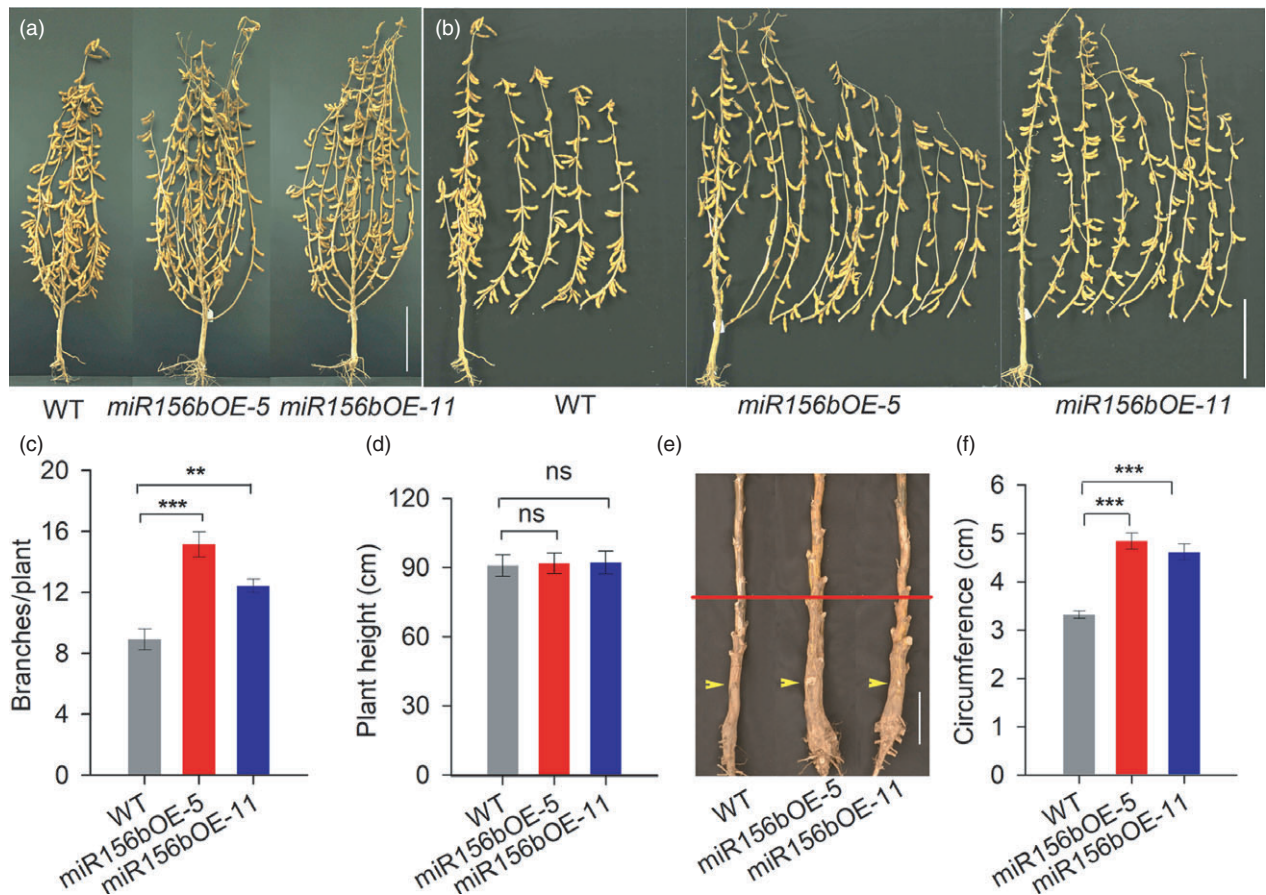 (a)
(b)
WT
miR156bOE-5
miR156bOE-11
WT
miR156bOE-5
miR156bOE-11
(c)
Branches/plant
20
16
12
8
4
0
**
***
WT
miR156bOE-5
miR156bOE-11
(d)
Plant height (cm)
120
90
60
30
0
ns
ns
WT
miR156bOE-5
miR156bOE-11
(e)
WT
miR156bOE-5
miR156bOE-11
(f)
Circumference (cm)
6
5
4
3
2
1
0
***
***
WT
miR156bOE-5
miR156bOE-11